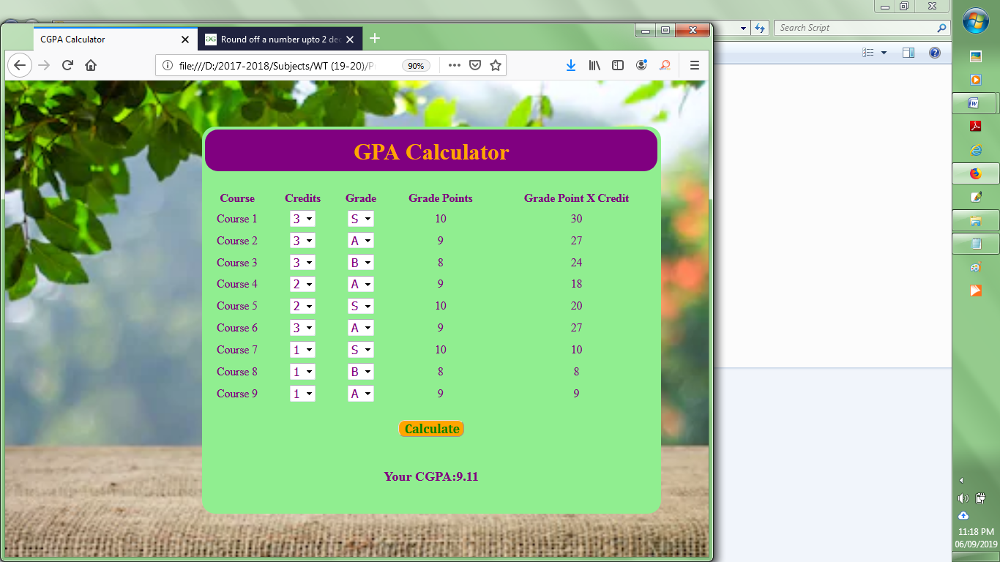 Search Script
CGPA Calculator
Round off a number upto 2 de
file:///D:/2017-2018/Subjects/WT (19-20)/P
90%
GPA Calculator
Course Credits Grade Grade Points Grade Point X Credit
Course 1 3 S 10 30
Course 2 3 A 9 27
Course 3 3 B 8 24
Course 4 2 A 9 18
Course 5 2 S 10 20
Course 6 3 A 9 27
Course 7 1 S 10 10
Course 8 1 B 8 8
Course 9 1 A 9 9
Calculate
Your CGPA:9.11
11:18 PM
06/09/2019